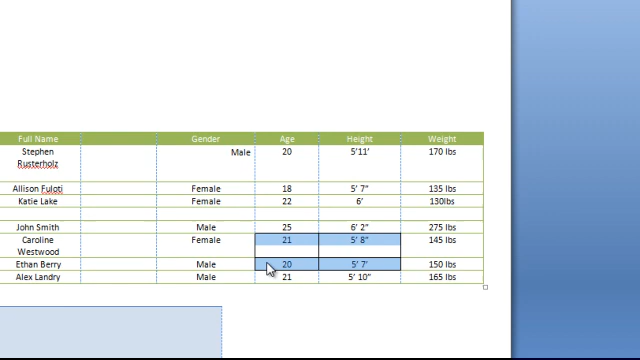 Full Name Gender Age Height Weight
Stephen Male 20 5'11' 170 lbs
Rusterholz
Allison Fuloti Female 18 5' 7" 135 lbs
Katie Lake Female 22 6' 130lbs
John Smith Male 25 6' 2" 275 lbs
Caroline Female 21 5' 8" 145 lbs
Westwood
Ethan Berry Male 20 5' 7' 150 lbs
Alex Landry Male 21 5' 10" 165 lbs